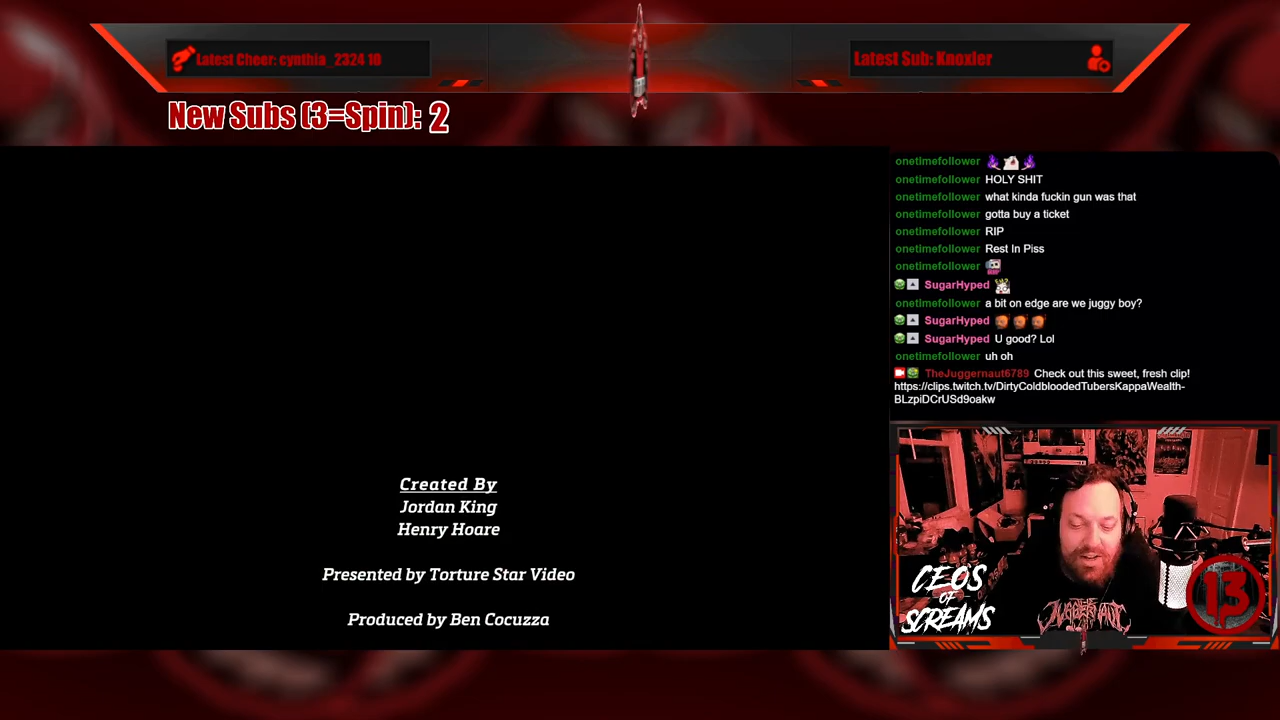 Latest Cheer: cynthia_2324 10
Latest Sub: Knoxler
New Subs (3=Spin): 2
onetimefollower
onetimefollower HOLY SHIT
onetimefollower what kinda fuckin gun was that
onetimefollower gotta buy a ticket
onetimefollower RIP
onetimefollower Rest In Piss
onetimefollower
SugarHyped
onetimefollower a bit on edge are we juggy boy?
SugarHyped
SugarHyped U good? Lol
onetimefollower uh oh
TheJuggernaut6789 Check out this sweet, fresh clip!
https://clips.twitch.tv/DirtyColdbloodedTubersKappaWealth-
BLzpiDCrUSd9oakw
Created By
Jordan King
Henry Hoare
Presented by Torture Star Video
Produced by Ben Cocuzza
CEOS
OF
SCREAMS
THE
JUGGERNAUT
13